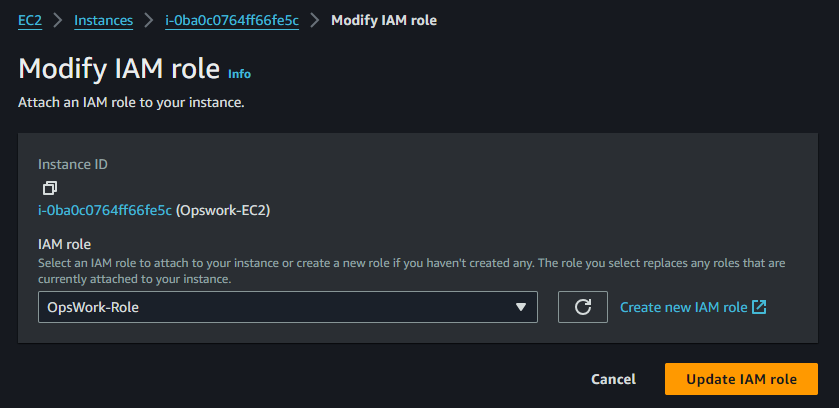 EC2 > Instances > i-0ba0c0764ff66fe5c > Modify IAM role
Modify IAM role Info
Attach an IAM role to your instance.
Instance ID
i-0ba0c0764ff66fe5c (Opswork-EC2)
IAM role
Select an IAM role to attach to your instance or create a new role if you haven't created any. The role you select replaces any roles that are
currently attached to your instance.
OpsWork-Role
Create new IAM role
Cancel
Update IAM role